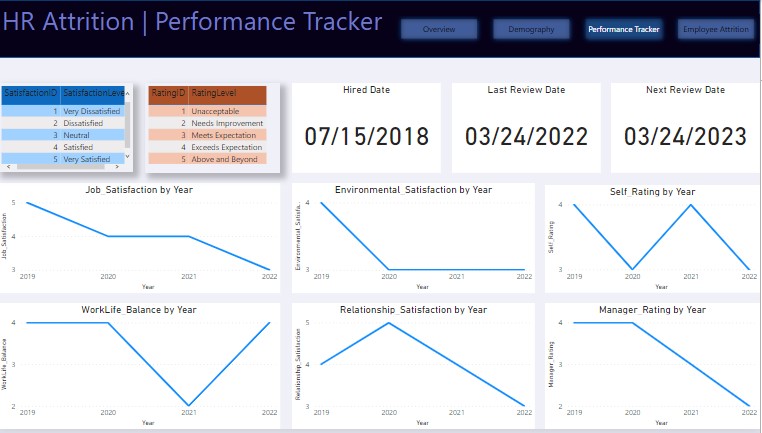 HR Attrition | Performance Tracker
Overview
Demography
Performance Tracker
Employee Attrition
SatisfactionID SatisfactionLeve
1 Very Dissatisfied
2 Dissatisfied
3 Neutral
4 Satisfied
5 Very Satisfied
RatingID RatingLevel
1 Unacceptable
2 Needs Improvement
3 Meets Expectation
4 Exceeds Expectation
5 Above and Beyond
Hired Date
07/15/2018
Last Review Date
03/24/2022
Next Review Date
03/24/2023
Job_Satisfaction by Year
Job_Satisfaction
5
4
3
2019 2020 2021 2022
Year
Environmental_Satisfaction by Year
Environmental_Satisfa...
4
3
2019 2020 2021 2022
Year
Self_Rating by Year
Self_Rating
4
3
2019 2020 2021 2022
Year
WorkLife_Balance by Year
WorkLife_Balance
4
3
2
2019 2020 2021 2022
Year
Relationship_Satisfaction by Year
Relationship_Satisfaction
5
4
3
2019 2020 2021 2022
Year
Manager_Rating by Year
Manager_Rating
4
3
2
2019 2020 2021 2022
Year